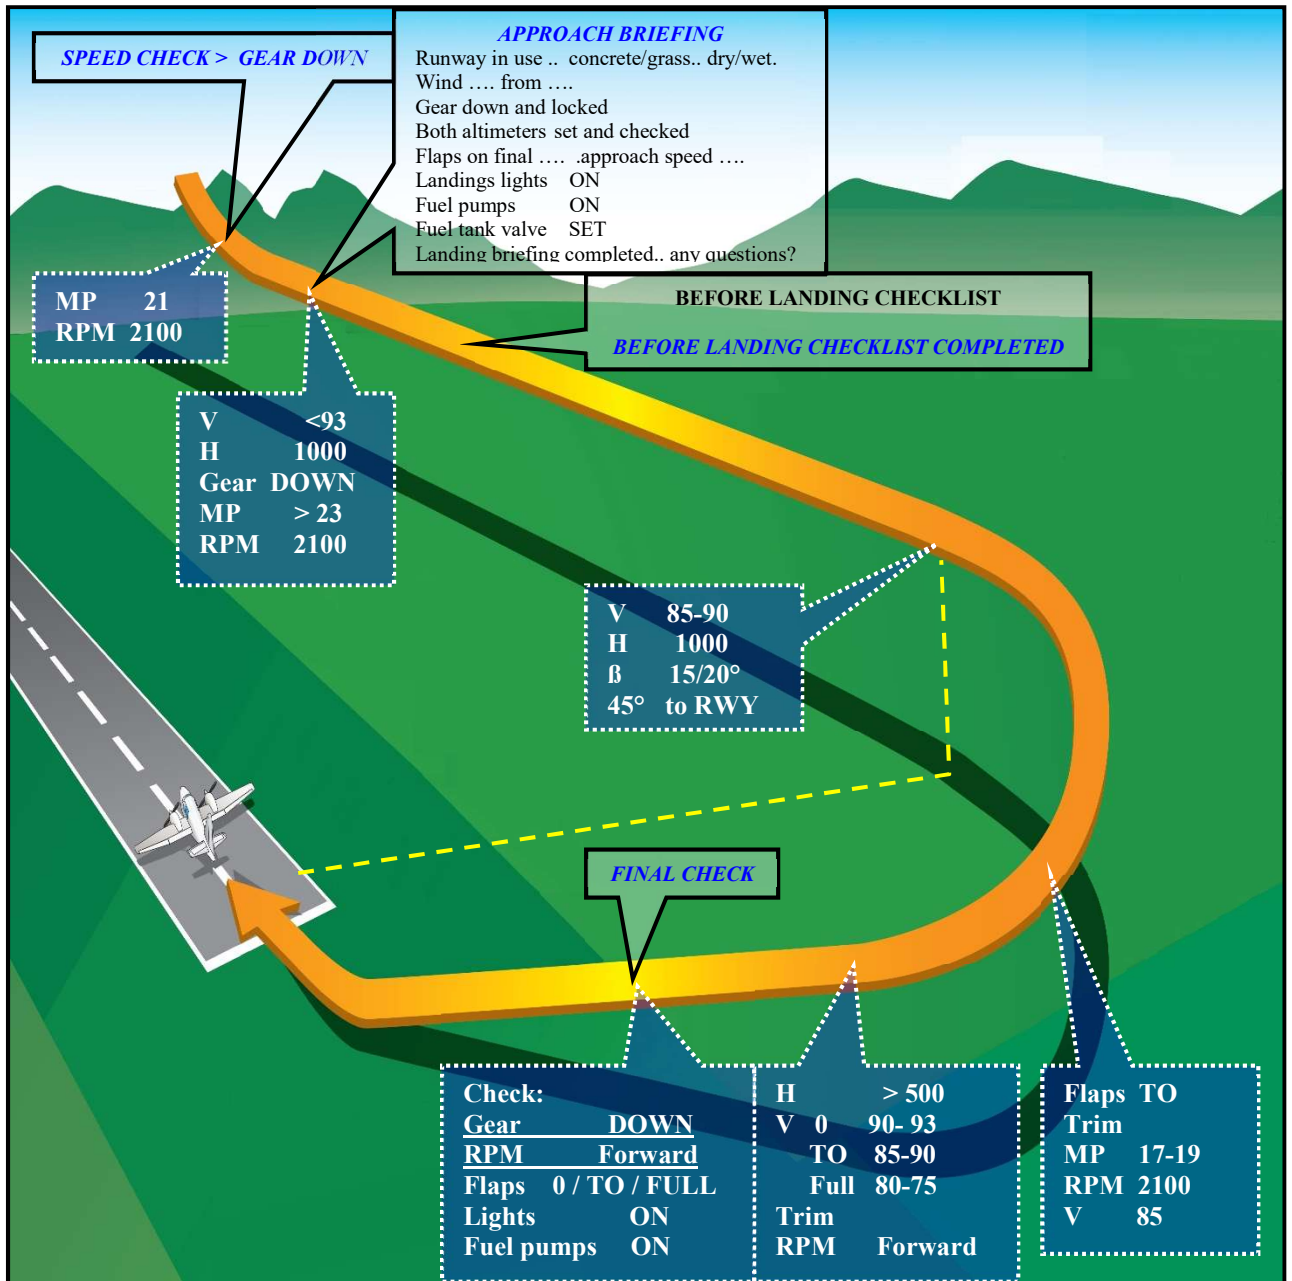 SPEED CHECK > GEAR DOWN
APPROACH BRIEFING
Runway in use .. concrete/grass.. dry/wet.
Wind …. from ….
Gear down and locked
Both altimeters set and checked
Flaps on final …. .approach speed ….
Landings lights ON
Fuel pumps ON
Fuel tank valve SET
Landing briefing completed.. any questions?
MP 21
RPM 2100
BEFORE LANDING CHECKLIST
BEFORE LANDING CHECKLIST COMPLETED
V <93
H 1000
Gear DOWN
MP > 23
RPM 2100
V 85-90
H 1000
ß 15/20°
45° to RWY
FINAL CHECK
Check:
Gear DOWN
RPM Forward
Flaps 0 / TO / FULL
Lights ON
Fuel pumps ON
H > 500
V 0 90- 93
TO 85-90
Full 80-75
Trim
RPM Forward
Flaps TO
Trim
MP 17-19
RPM 2100
V 85